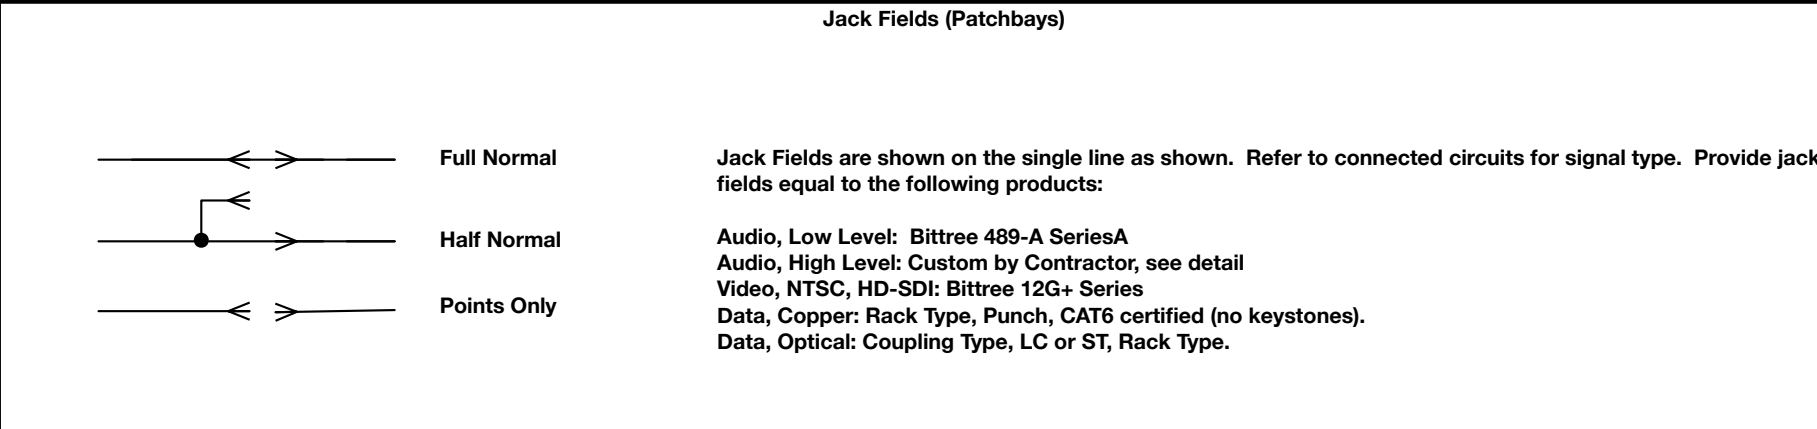 Jack Fields (Patchbays)
Full Normal
Half Normal
Points Only
Jack Fields are shown on the single line as shown.  Refer to connected circuits for signal type.  Provide jack
fields equal to the following products:
Audio, Low Level:  Bittree 489-A SeriesA
Audio, High Level: Custom by Contractor, see detail
Video, NTSC, HD-SDI: Bittree 12G+ Series
Data, Copper: Rack Type, Punch, CAT6 certified (no keystones).
Data, Optical: Coupling Type, LC or ST, Rack Type.